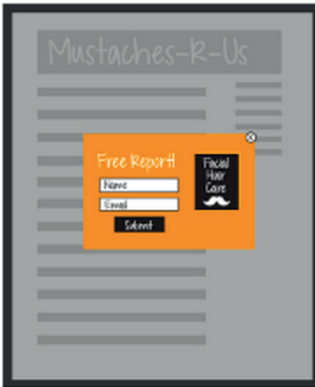 Mustaches-R-Us
Free Report!
Name
Email
Submit
Facial
Hair
Care